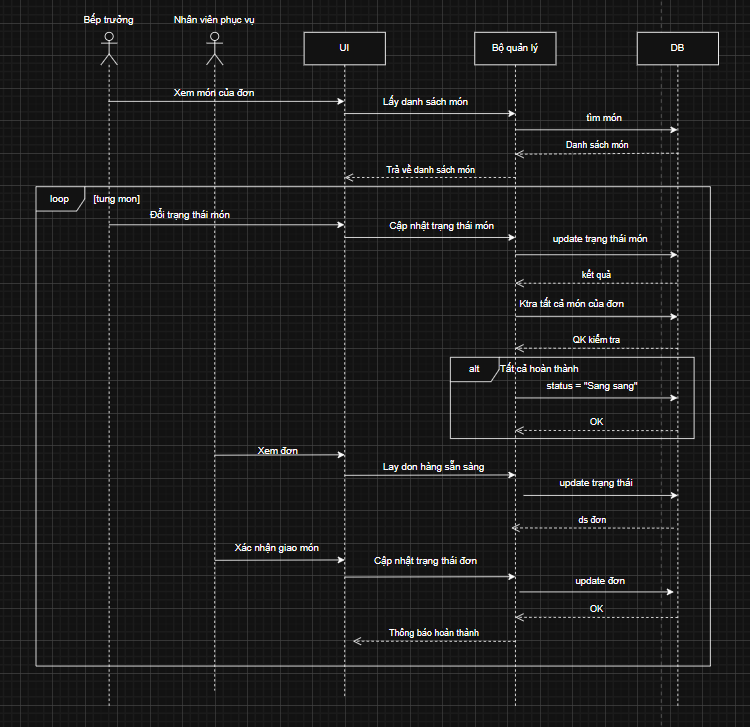 Bếp trưởng
Nhân viên phục vụ
UI
Bộ quản lý
DB
Xem món của đơn
Lấy danh sách món
tìm món
Danh sách món
Trả về danh sách món
loop
[tung mon]
Đổi trạng thái món
Cập nhật trạng thái món
update trạng thái món
kết quả
Ktra tất cả món của đơn
QK kiểm tra
alt
Tất cả hoàn thành
status = "Sang sang"
OK
Xem đơn
Lay don hàng sẵn sàng
update trạng thái
ds đơn
Xác nhận giao món
Cập nhật trạng thái đơn
update đơn
OK
Thông báo hoàn thành